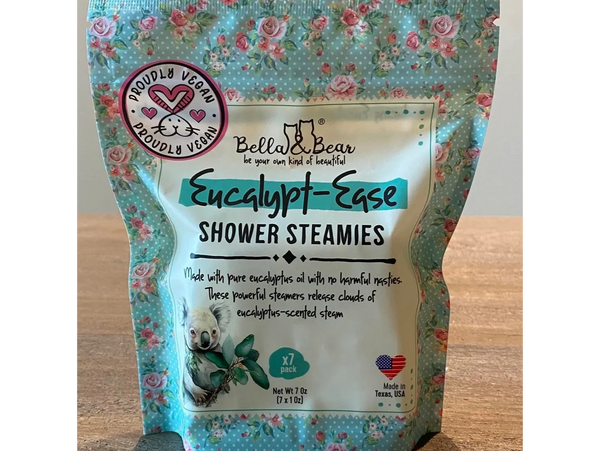 PROUDLY VEGAN
PROUDLY VEGAN
Bella & Bear®
be your own kind of beautiful
Eucalypt-Ease
SHOWER STEAMIES
Made with pure eucalyptus oil with no harmful nasties.
These powerful steamers release clouds of
eucalyptus-scented steam
x7
pack
Net Wt 7 Oz
[7 x 1 Oz]
Made in
Texas, USA